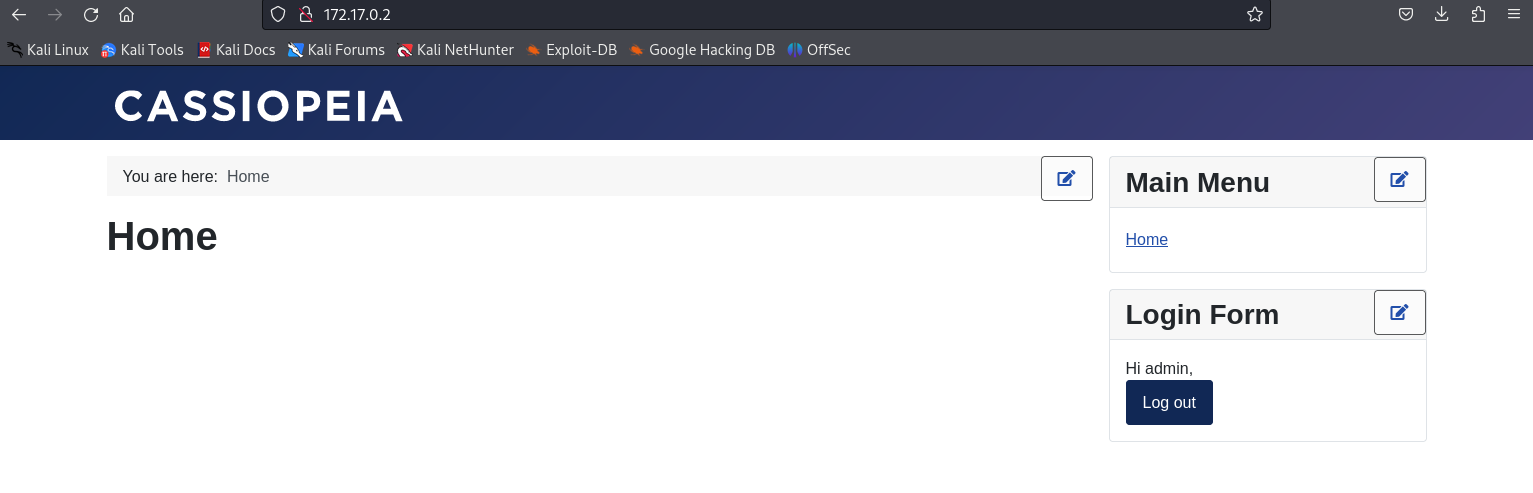 172.17.0.2
Kali Linux Kali Tools Kali Docs Kali Forums Kali NetHunter Exploit-DB Google Hacking DB OffSec
CASSIOPEIA
You are here: Home
Home
Main Menu
Home
Login Form
Hi admin,
Log out